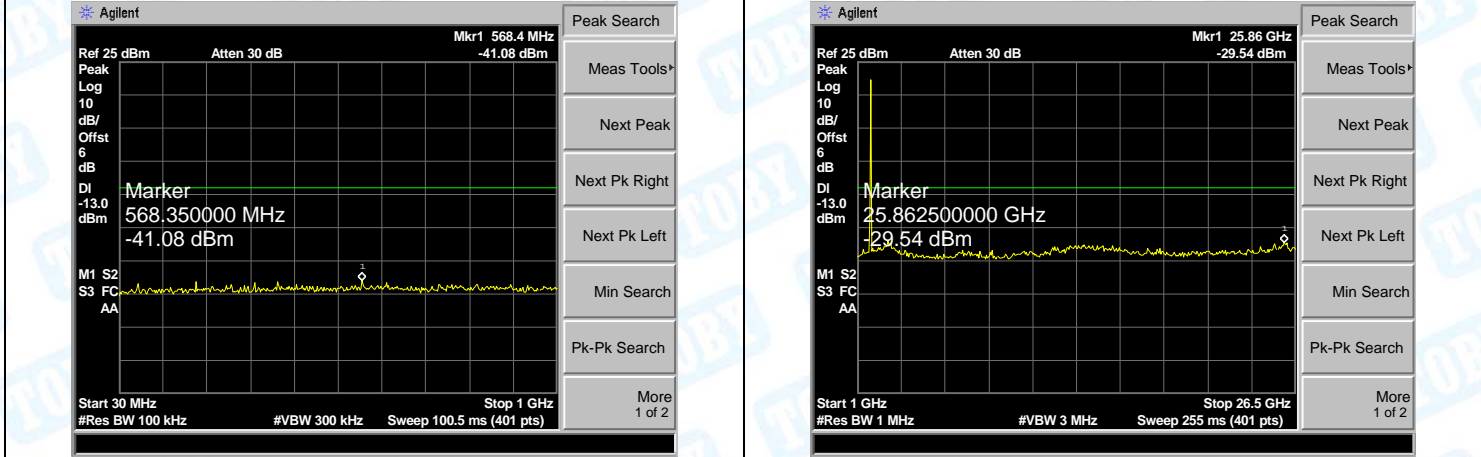 Agilent
Peak Search
Mkr1 568.4 MHz
Ref 25 dBm Atten 30 dB -41.08 dBm
Peak
Log
10
dB/
Offst
6
dB
DI
-13.0
dBm
Marker
568.350000 MHz
-41.08 dBm
1
M1 S2
S3 FC
AA
Start 30 MHz Stop 1 GHz
#Res BW 100 kHz #VBW 300 kHz Sweep 100.5 ms (401 pts)
Meas Tools
Next Peak
Next Pk Right
Next Pk Left
Min Search
Pk-Pk Search
More
1 of 2
Agilent
Peak Search
Mkr1 25.86 GHz
Ref 25 dBm Atten 30 dB -29.54 dBm
Peak
Log
10
dB/
Offst
6
dB
DI
-13.0
dBm
Marker
25.862500000 GHz
-29.54 dBm
1
M1 S2
S3 FC
AA
Start 1 GHz Stop 26.5 GHz
#Res BW 1 MHz #VBW 3 MHz Sweep 255 ms (401 pts)
Meas Tools
Next Peak
Next Pk Right
Next Pk Left
Min Search
Pk-Pk Search
More
1 of 2
TOBY